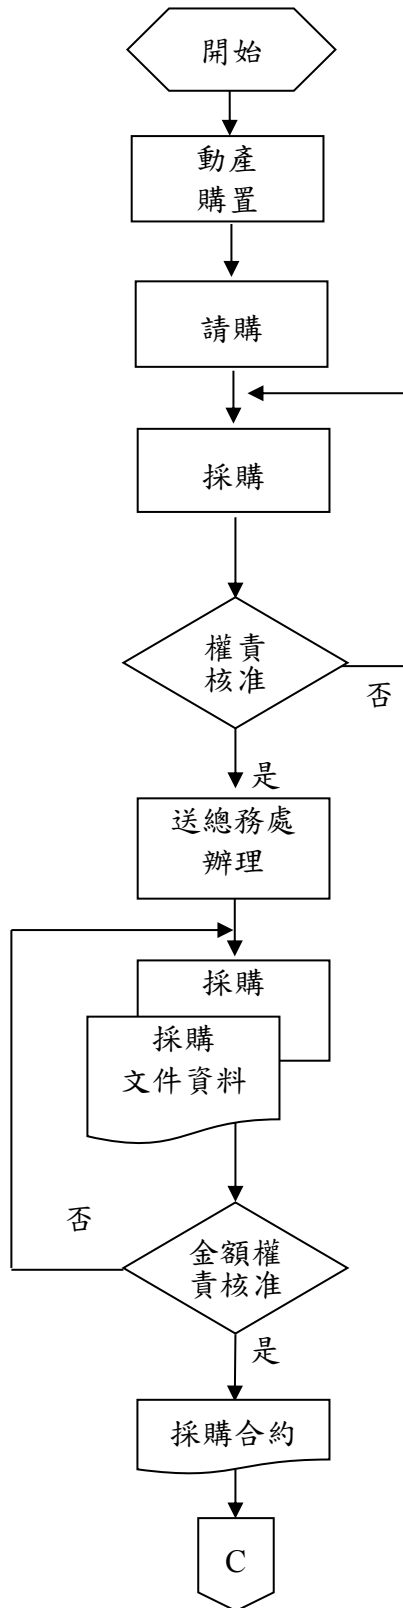 開始
動產
購置
請購
採購
權責
核准
否
是
送總務處
辦理
採購
採購
文件資料
否
金額權
責核准
是
採購合約
C